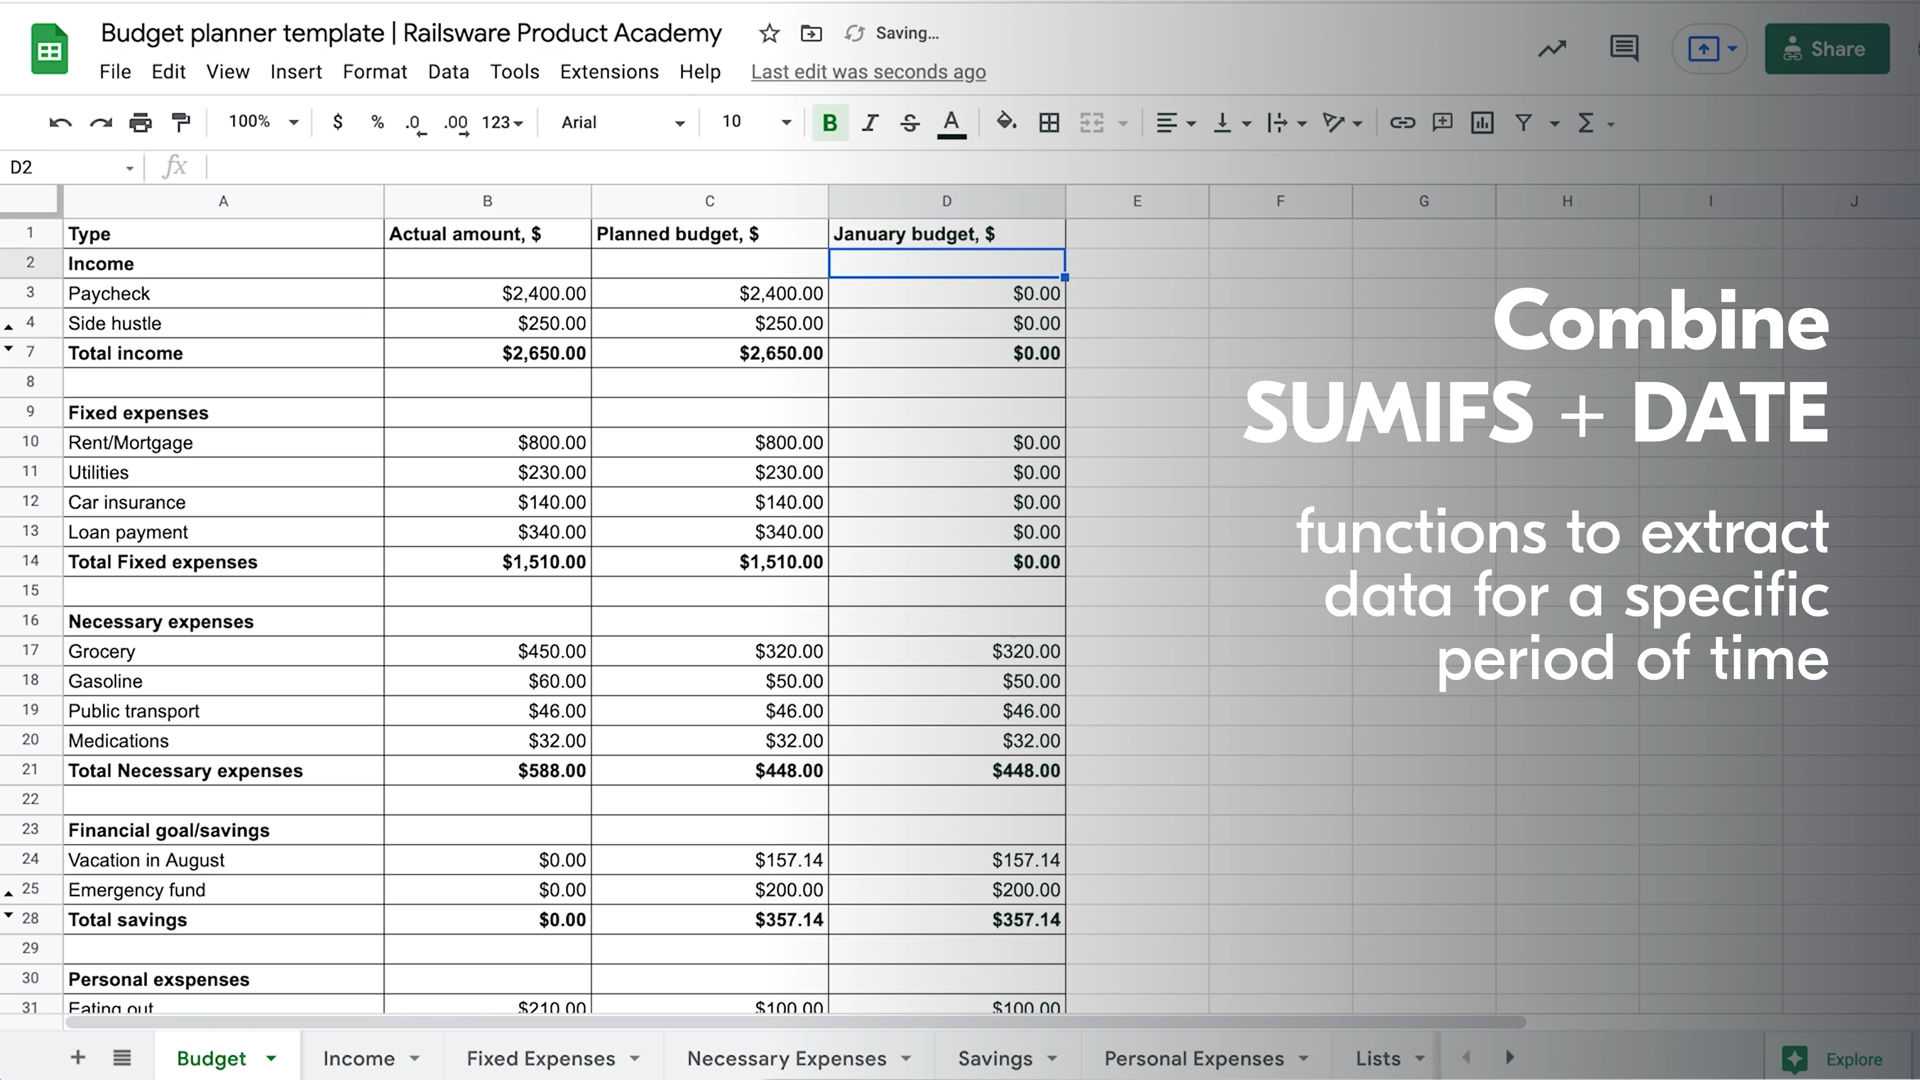 Budget planner template | Railsware Product Academy Saving...
File Edit View Insert Format Data Tools Extensions Help Last edit was seconds ago
Share
100% $ % .0 .00 123 Arial 10 B I S A Σ
D2 fx
A B C D E F G H I J
1 Type Actual amount, $ Planned budget, $ January budget, $
2 Income
3 Paycheck $2,400.00 $2,400.00 $0.00
4 Side hustle $250.00 $250.00 $0.00
7 Total income $2,650.00 $2,650.00 $0.00
8
9 Fixed expenses
10 Rent/Mortgage $800.00 $800.00 $0.00
11 Utilities $230.00 $230.00 $0.00
12 Car insurance $140.00 $140.00 $0.00
13 Loan payment $340.00 $340.00 $0.00
14 Total Fixed expenses $1,510.00 $1,510.00 $0.00
15
16 Necessary expenses
17 Grocery $450.00 $320.00 $320.00
18 Gasoline $60.00 $50.00 $50.00
19 Public transport $46.00 $46.00 $46.00
20 Medications $32.00 $32.00 $32.00
21 Total Necessary expenses $588.00 $448.00 $448.00
22
23 Financial goal/savings
24 Vacation in August $0.00 $157.14 $157.14
25 Emergency fund $0.00 $200.00 $200.00
28 Total savings $0.00 $357.14 $357.14
29
30 Personal exspenses
31 Eating out $210.00 $100.00 $100.00
Combine
SUMIFS + DATE
functions to extract
data for a specific
period of time
+ Budget Income Fixed Expenses Necessary Expenses Savings Personal Expenses Lists Explore